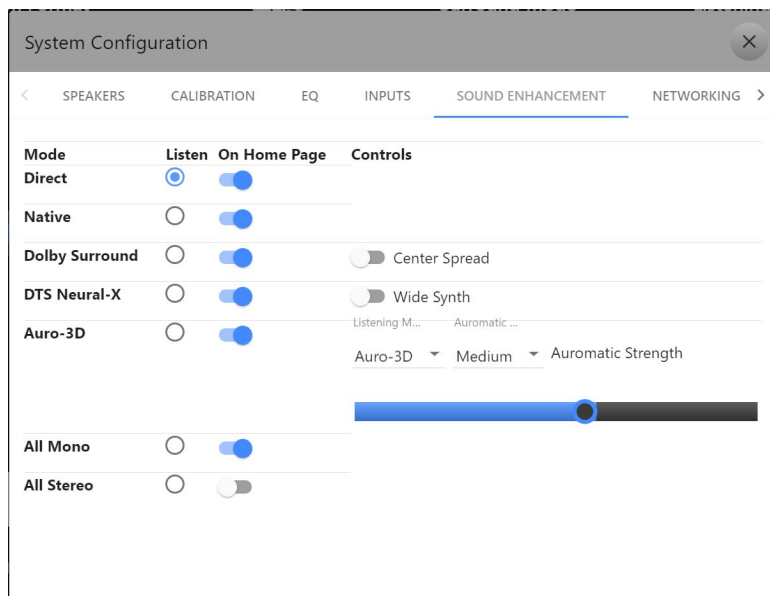 System Configuration
SPEAKERS CALIBRATION EQ INPUTS SOUND ENHANCEMENT NETWORKING
Mode Listen On Home Page Controls
Direct
Native
Dolby Surround Center Spread
DTS Neural-X Wide Synth
Auro-3D
Listening M... Auromatic ...
Auro-3D Medium Auromatic Strength
All Mono
All Stereo